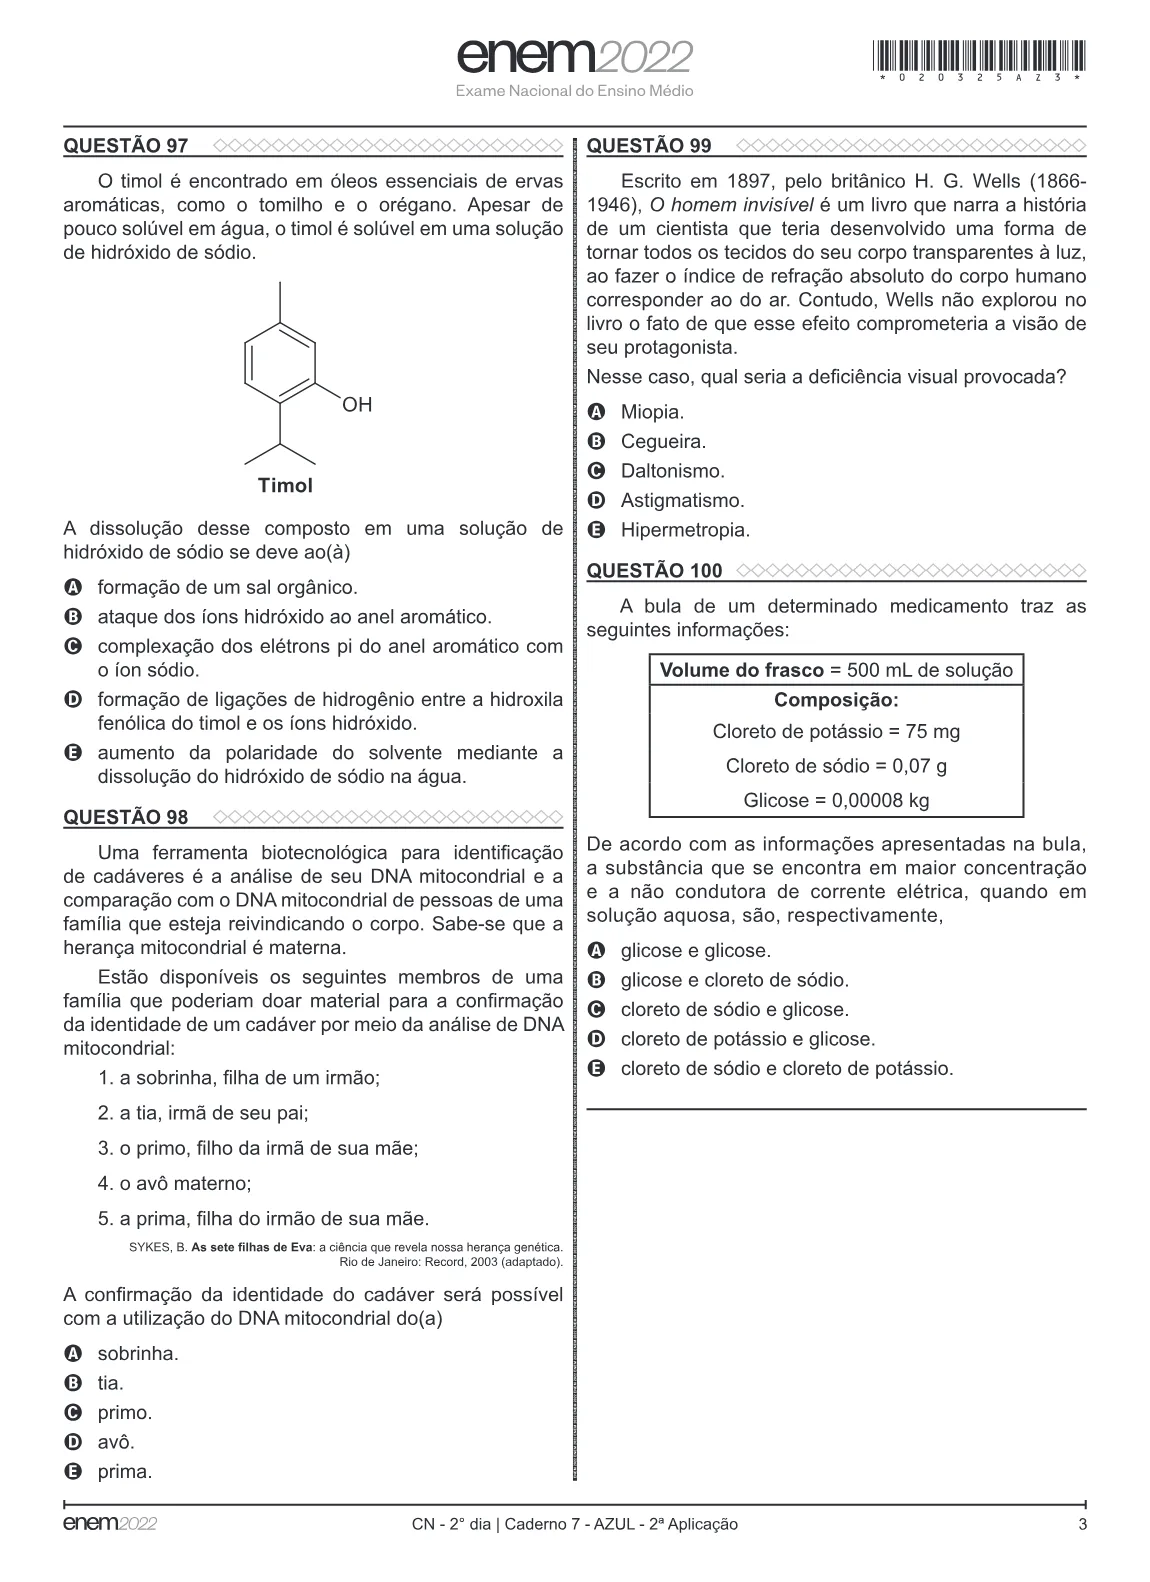 enem2022
Exame Nacional do Ensino Médio
*020325AZ3*
QUESTÃO 97
O timol é encontrado em óleos essenciais de ervas
aromáticas, como o tomilho e o orégano. Apesar de
pouco solúvel em água, o timol é solúvel em uma solução
de hidróxido de sódio.
OH
Timol
A dissolução desse composto em uma solução de
hidróxido de sódio se deve ao(à)
A formação de um sal orgânico.
B ataque dos íons hidróxido ao anel aromático.
C complexação dos elétrons pi do anel aromático com
o íon sódio.
D formação de ligações de hidrogênio entre a hidroxila
fenólica do timol e os íons hidróxido.
E aumento da polaridade do solvente mediante a
dissolução do hidróxido de sódio na água.
QUESTÃO 98
Uma ferramenta biotecnológica para identificação
de cadáveres é a análise de seu DNA mitocondrial e a
comparação com o DNA mitocondrial de pessoas de uma
família que esteja reivindicando o corpo. Sabe-se que a
herança mitocondrial é materna.
Estão disponíveis os seguintes membros de uma
família que poderiam doar material para a confirmação
da identidade de um cadáver por meio da análise de DNA
mitocondrial:
1. a sobrinha, filha de um irmão;
2. a tia, irmã de seu pai;
3. o primo, filho da irmã de sua mãe;
4. o avô materno;
5. a prima, filha do irmão de sua mãe.
SYKES, B. As sete filhas de Eva: a ciência que revela nossa herança genética.
Rio de Janeiro: Record, 2003 (adaptado).
A confirmação da identidade do cadáver será possível
com a utilização do DNA mitocondrial do(a)
A sobrinha.
B tia.
C primo.
D avô.
E prima.
QUESTÃO 99
Escrito em 1897, pelo britânico H. G. Wells (1866-
1946), O homem invisível é um livro que narra a história
de um cientista que teria desenvolvido uma forma de
tornar todos os tecidos do seu corpo transparentes à luz,
ao fazer o índice de refração absoluto do corpo humano
corresponder ao do ar. Contudo, Wells não explorou no
livro o fato de que esse efeito comprometeria a visão de
seu protagonista.
Nesse caso, qual seria a deficiência visual provocada?
A Miopia.
B Cegueira.
C Daltonismo.
D Astigmatismo.
E Hipermetropia.
QUESTÃO 100
A bula de um determinado medicamento traz as
seguintes informações:
Volume do frasco = 500 mL de solução
Composição:
Cloreto de potássio = 75 mg
Cloreto de sódio = 0,07 g
Glicose = 0,00008 kg
De acordo com as informações apresentadas na bula,
a substância que se encontra em maior concentração
e a não condutora de corrente elétrica, quando em
solução aquosa, são, respectivamente,
A glicose e glicose.
B glicose e cloreto de sódio.
C cloreto de sódio e glicose.
D cloreto de potássio e glicose.
E cloreto de sódio e cloreto de potássio.
enem2022
CN - 2° dia | Caderno 7 - AZUL - 2ª Aplicação
3